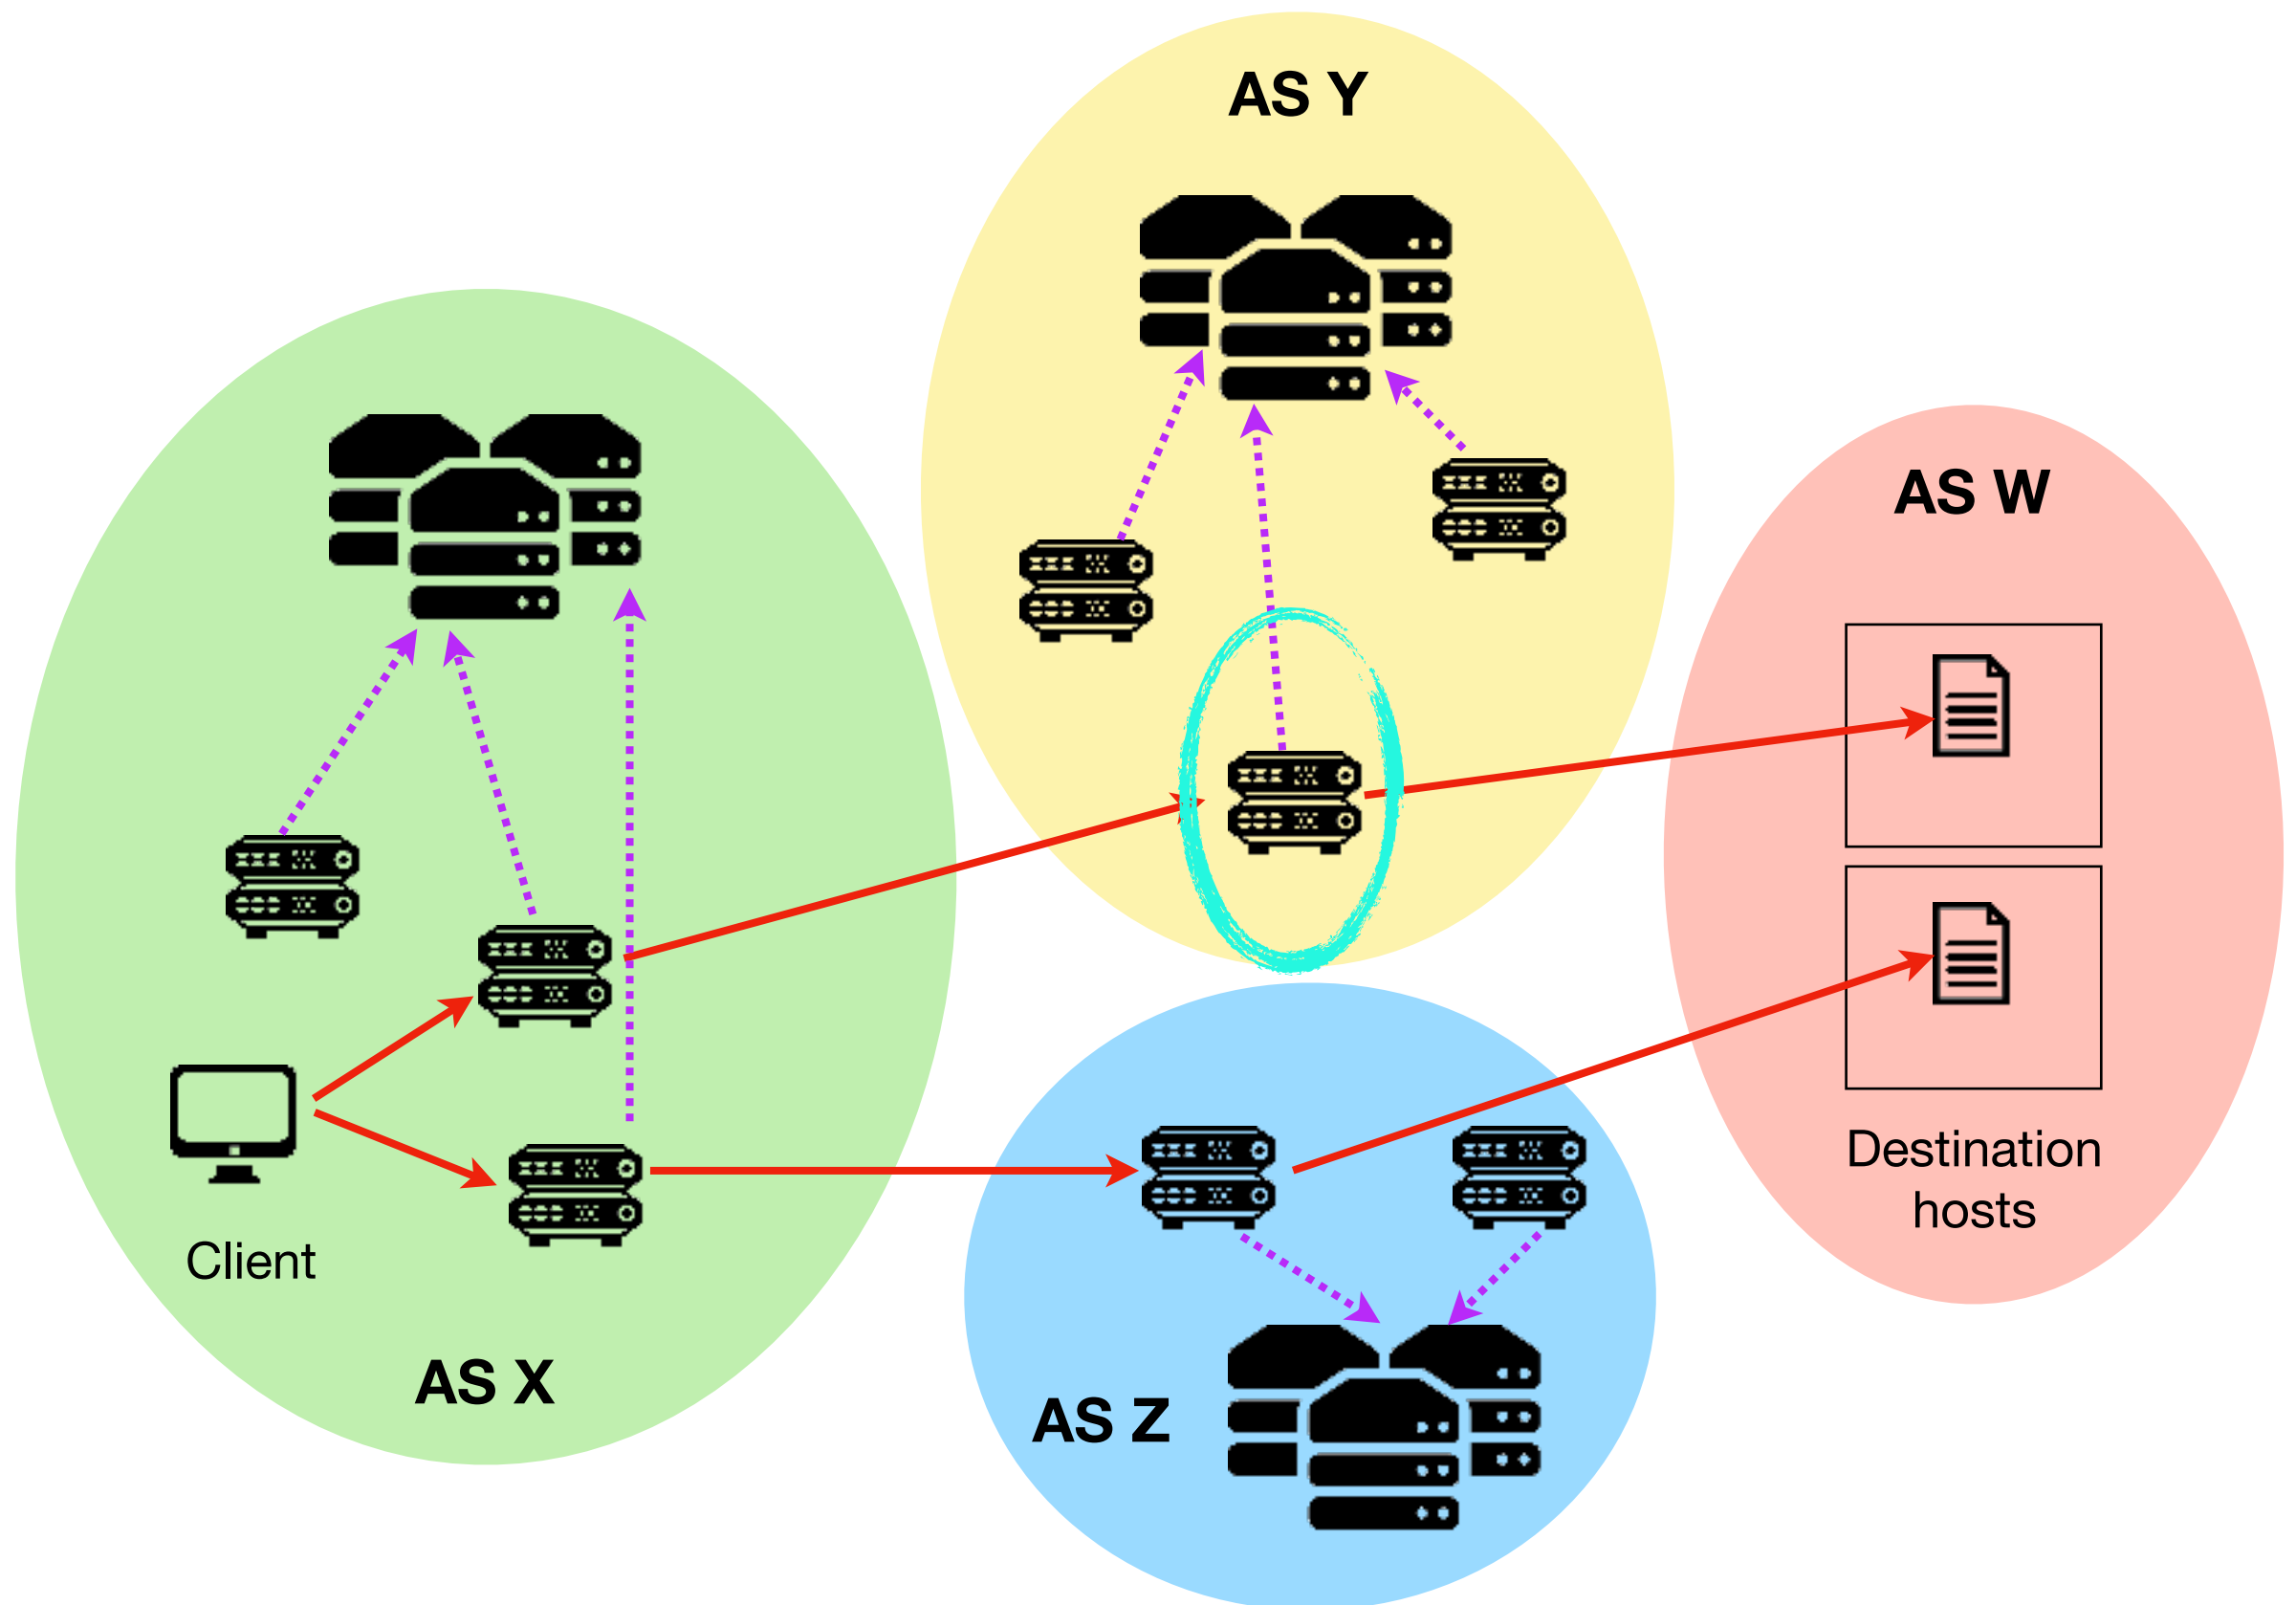 AS Y
AS W
Destination
hosts
Client
AS X
AS Z